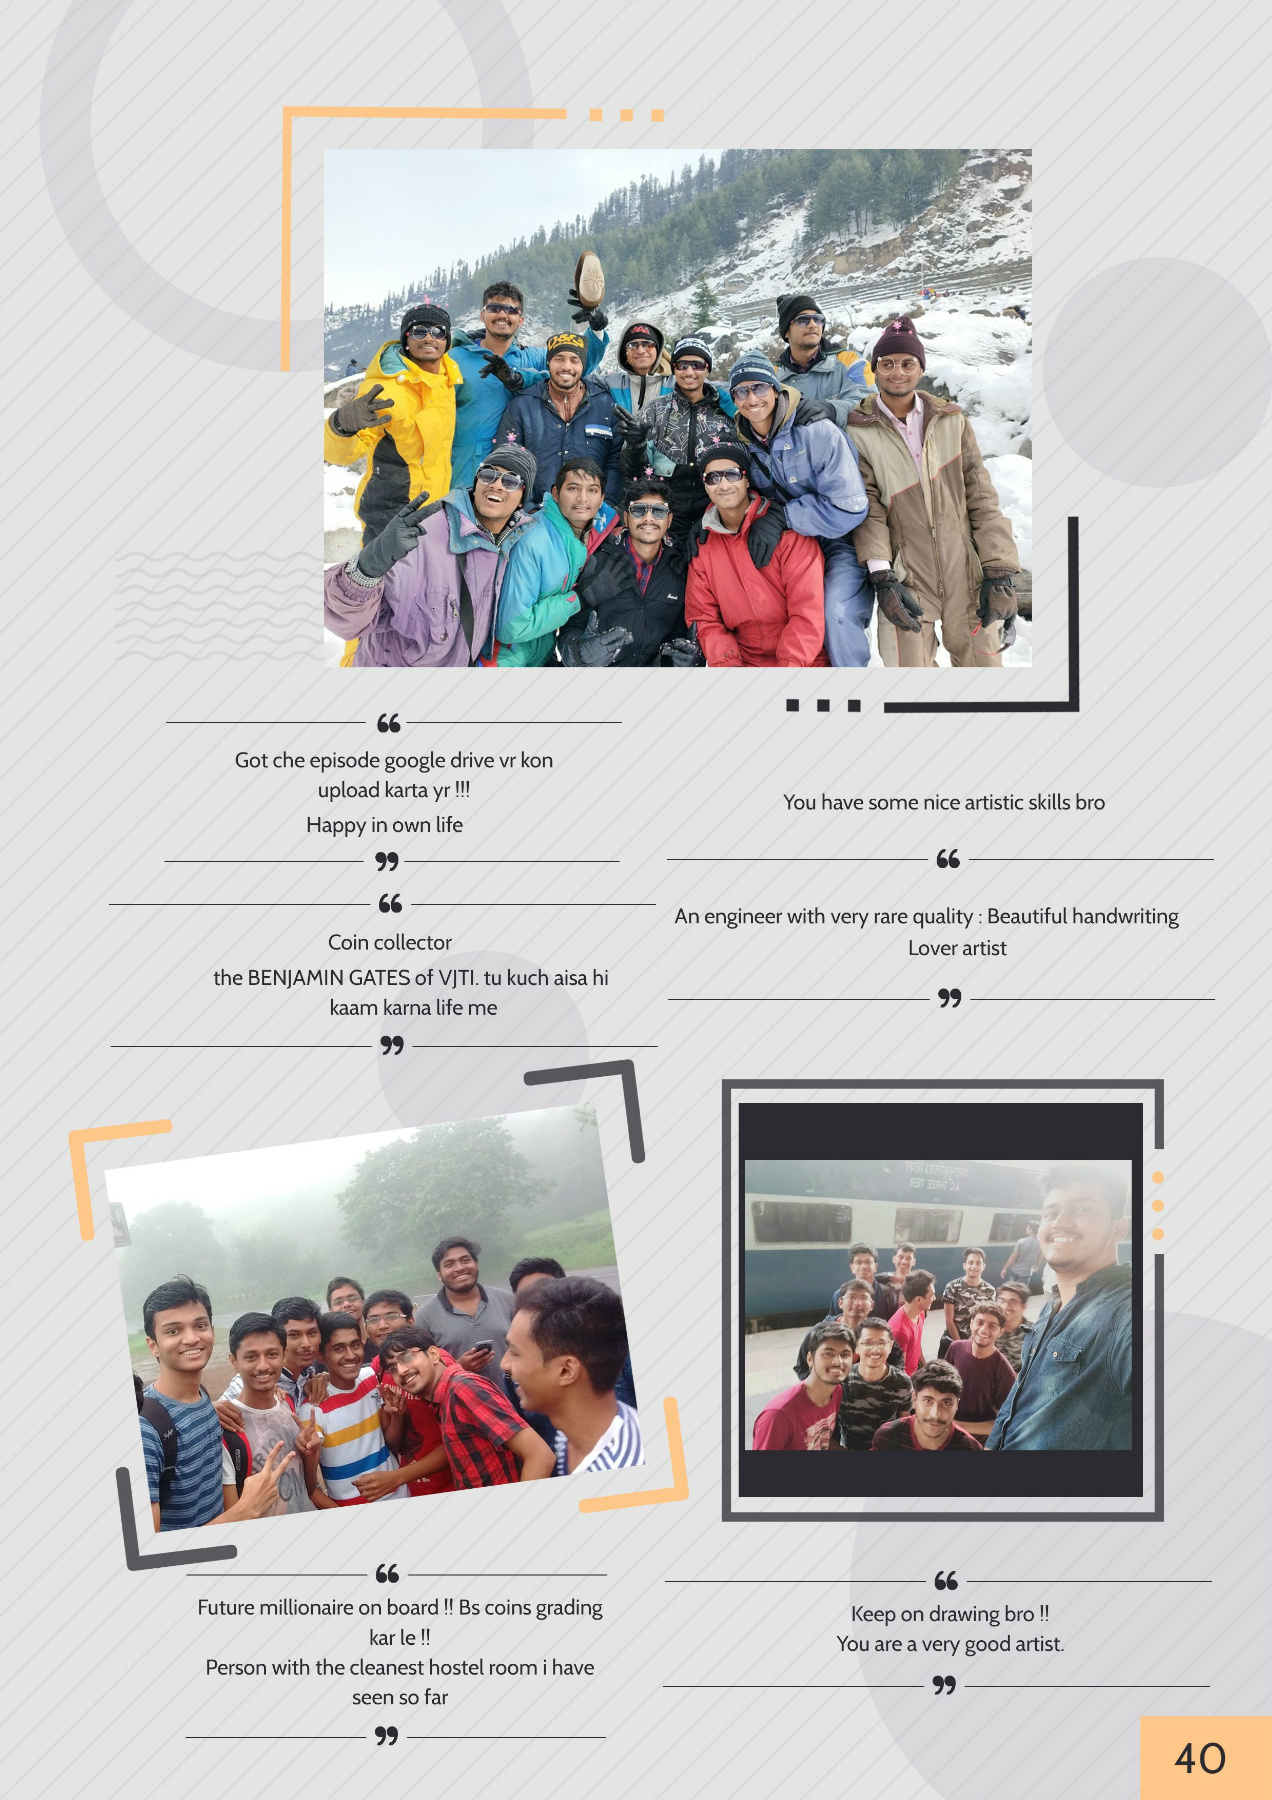 Got che episode google drive vr kon
upload karta yr !!!
Happy in own life
You have some nice artistic skills bro
Coin collector
the BENJAMIN GATES of VJTI. tu kuch aisa hi
kaam karna life me
An engineer with very rare quality : Beautiful handwriting
Lover artist
Future millionaire on board !! Bs coins grading
kar le !!
Person with the cleanest hostel room i have
seen so far
Keep on drawing bro !!
You are a very good artist.
40